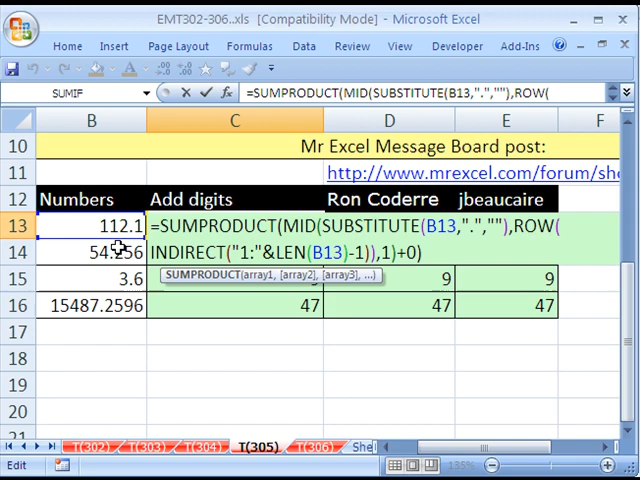 EMT302-306..xls [Compatibility Mode] - Microsoft Excel
Home Insert Page Layout Formulas Data Review View Developer Add-Ins
SUMIF =SUMPRODUCT(MID(SUBSTITUTE(B13,".",""),ROW(
B C D E F
10 Mr Excel Message Board post:
11 http://www.mrexcel.com/forum/sho
12 Numbers Add digits Ron Coderre jbeaucaire
13 112.1 =SUMPRODUCT(MID(SUBSTITUTE(B13,".",""),ROW(
14 INDIRECT("1:"&LEN(B13)-1)),1)+0)
SUMPRODUCT(array1, [array2], [array3], ...)
15 3.6 9 9
16 15487.2596 47 47 47
17
18
19
20
21
T(302) T(303) T(304) T(305) T(306) She
Edit 135%